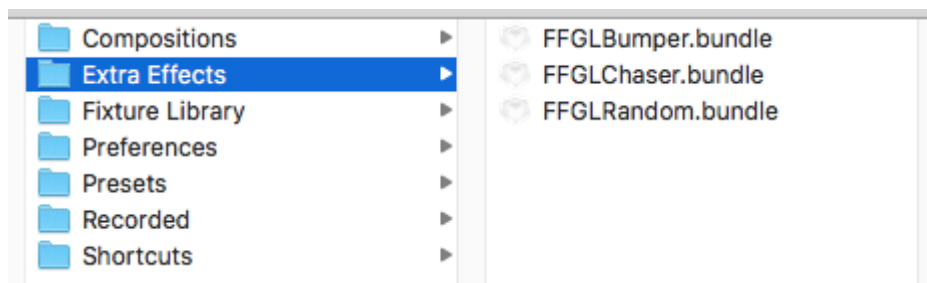 Compositions
Extra Effects
Fixture Library
Preferences
Presets
Recorded
Shortcuts
FFGLBumper.bundle
FFGLChaser.bundle
FFGLRandom.bundle